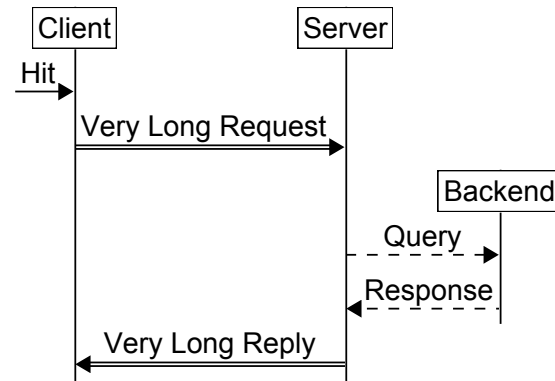 Client
Server
Hit
Very Long Request
Backend
Query
Response
Very Long Reply